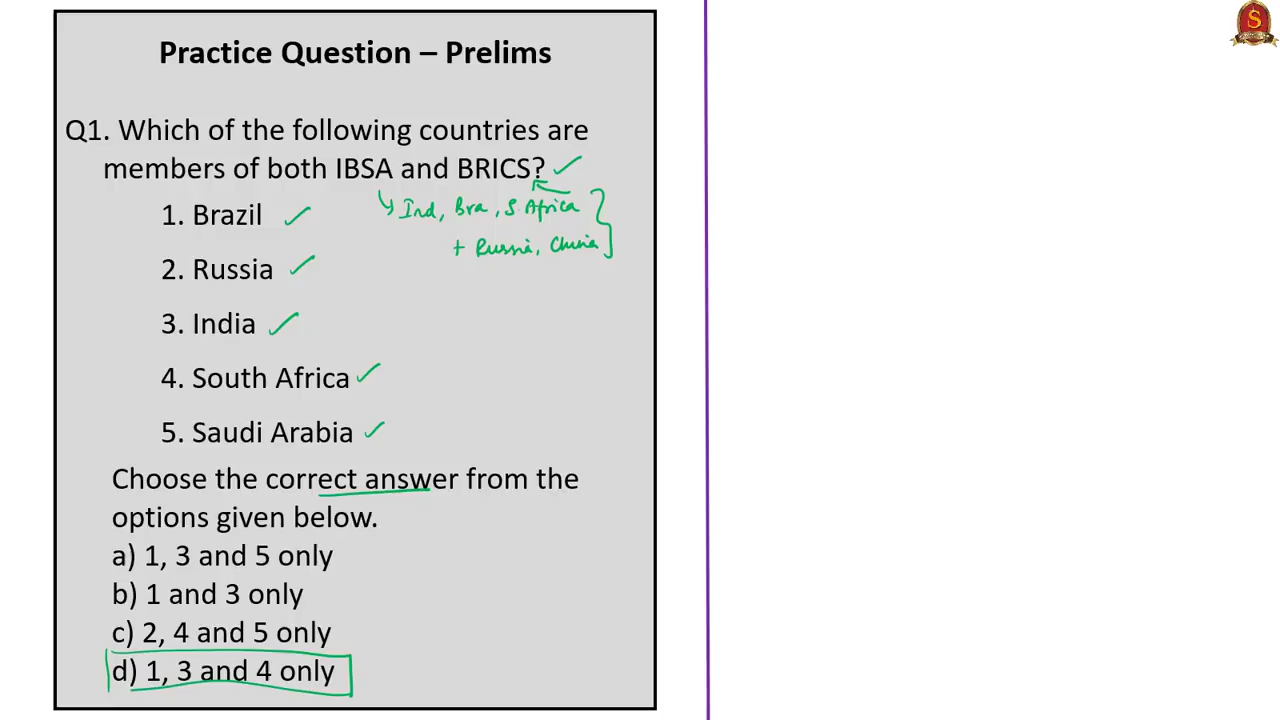 Practice Question – Prelims
Q1. Which of the following countries are
members of both IBSA and BRICS?
Ind, Bra, S Africa
+ Russia, China
1. Brazil
2. Russia
3. India
4. South Africa
5. Saudi Arabia
Choose the correct answer from the
options given below.
a) 1, 3 and 5 only
b) 1 and 3 only
c) 2, 4 and 5 only
d) 1, 3 and 4 only
S